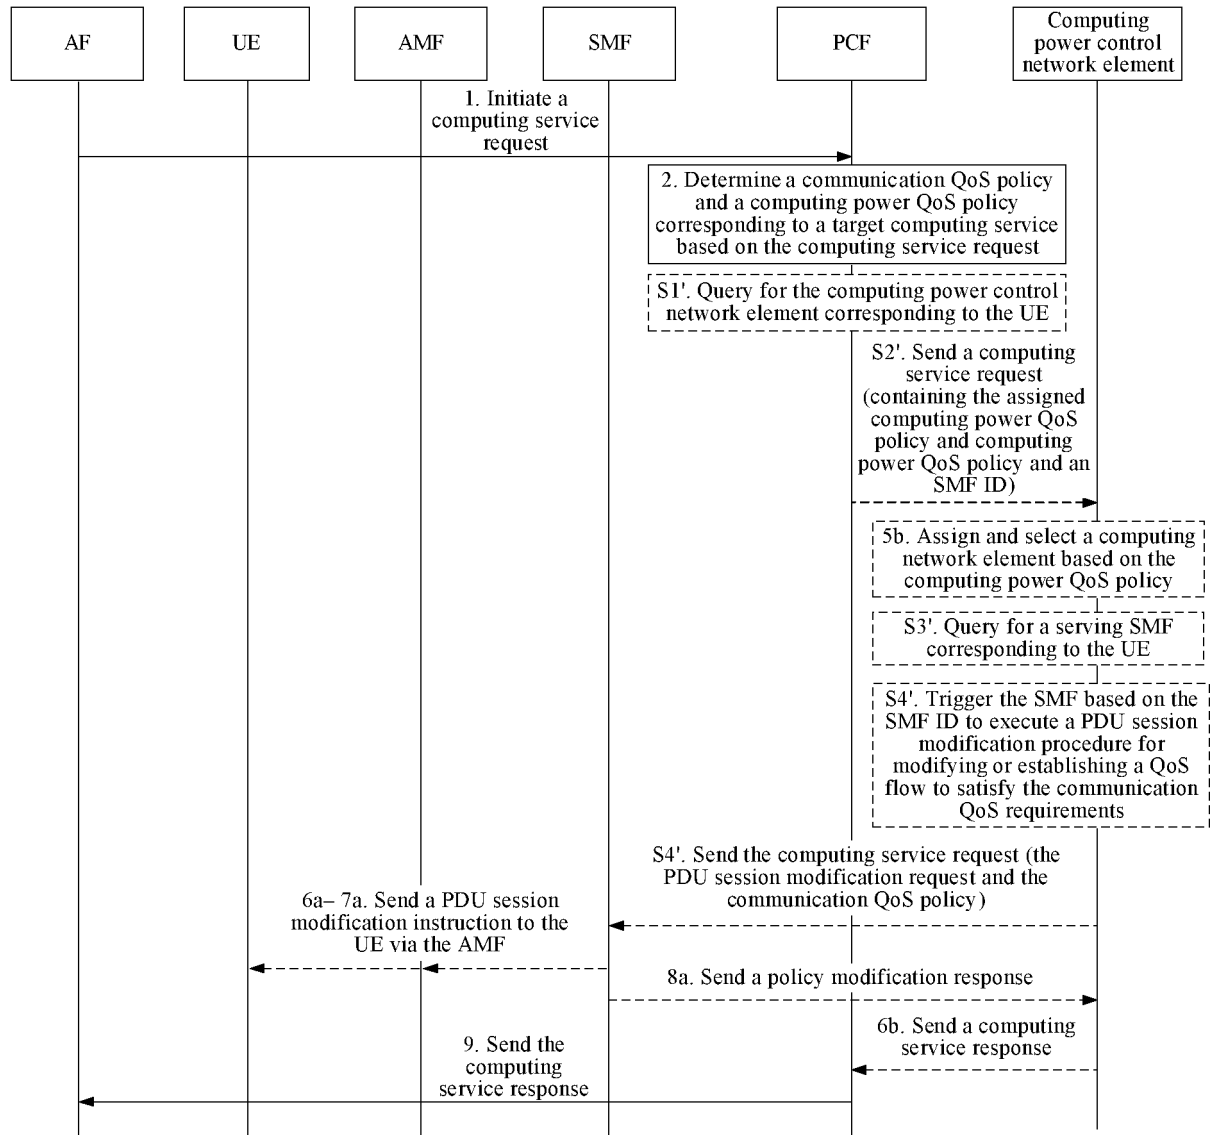 AF
UE
AMF
SMF
PCF
Computing
power control
network element
1. Initiate a
computing service
request
2. Determine a communication QoS policy
and a computing power QoS policy
corresponding to a target computing service
based on the computing service request
S1'. Query for the computing power control
network element corresponding to the UE
S2'. Send a computing
service request
(containing the assigned
computing power QoS
policy and computing
power QoS policy and an
SMF ID)
5b. Assign and select a computing
network element based on the
computing power QoS policy
S3'. Query for a serving SMF
corresponding to the UE
S4'. Trigger the SMF based on the
SMF ID to execute a PDU session
modification procedure for
modifying or establishing a QoS
flow to satisfy the communication
QoS requirements
S4'. Send the computing service request (the
PDU session modification request and the
communication QoS policy)
6a– 7a. Send a PDU session
modification instruction to the
UE via the AMF
8a. Send a policy modification response
6b. Send a computing
service response
9. Send the
computing
service response